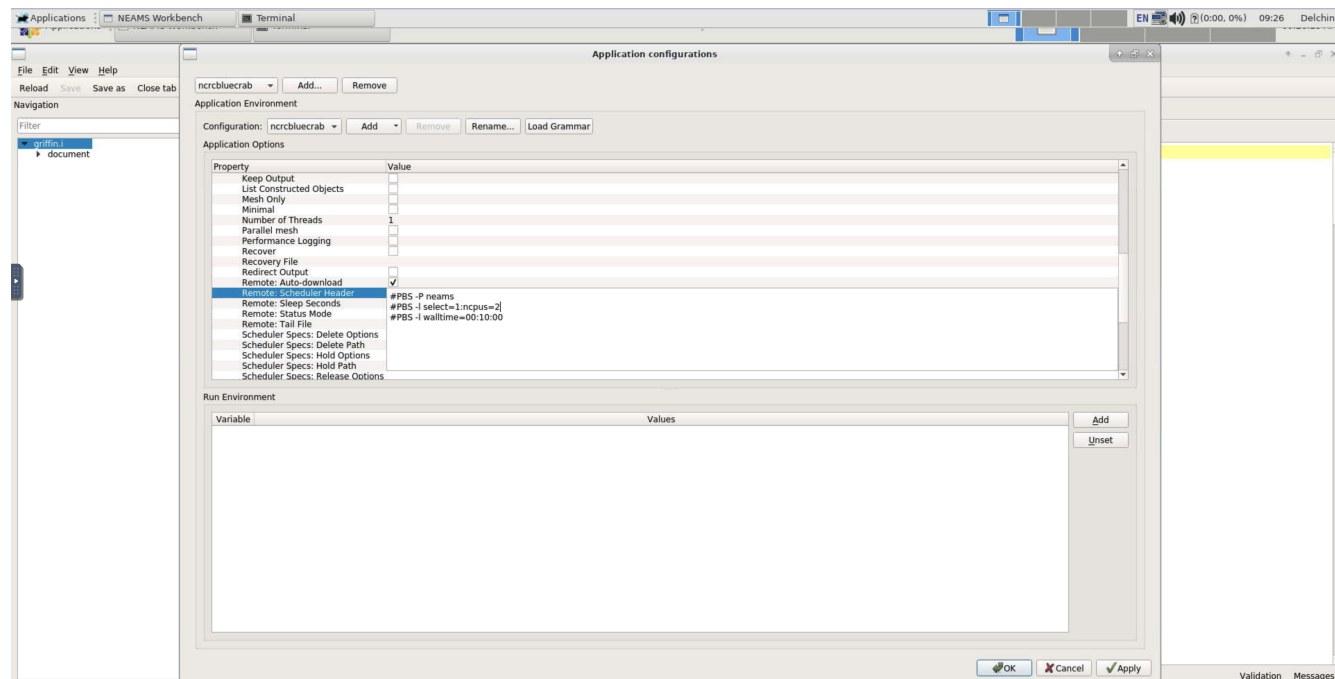 Applications NEAMS Workbench Terminal EN (0:00, 0%) 09:26 Delchin
Application configurations
File Edit View Help
Reload Save Save as Close tab
Navigation
Filter
griffin.i
document
ncrcbluecrab Add... Remove
Application Environment
Configuration: ncrcbluecrab Add Remove Rename... Load Grammar
Application Options
Property Value
Keep Output
List Constructed Objects
Mesh Only
Minimal
Number of Threads 1
Parallel mesh
Performance Logging
Recover
Recovery File
Redirect Output
Remote: Auto-download
Remote: Scheduler Header #PBS -P neams
Remote: Sleep Seconds #PBS -l select=1:ncpus=2
Remote: Status Mode #PBS -l walltime=00:10:00
Remote: Tail File
Scheduler Specs: Delete Options
Scheduler Specs: Delete Path
Scheduler Specs: Hold Options
Scheduler Specs: Hold Path
Scheduler Specs: Release Options
Run Environment
Variable Values
Add
Unset
OK Cancel Apply
Validation Messages